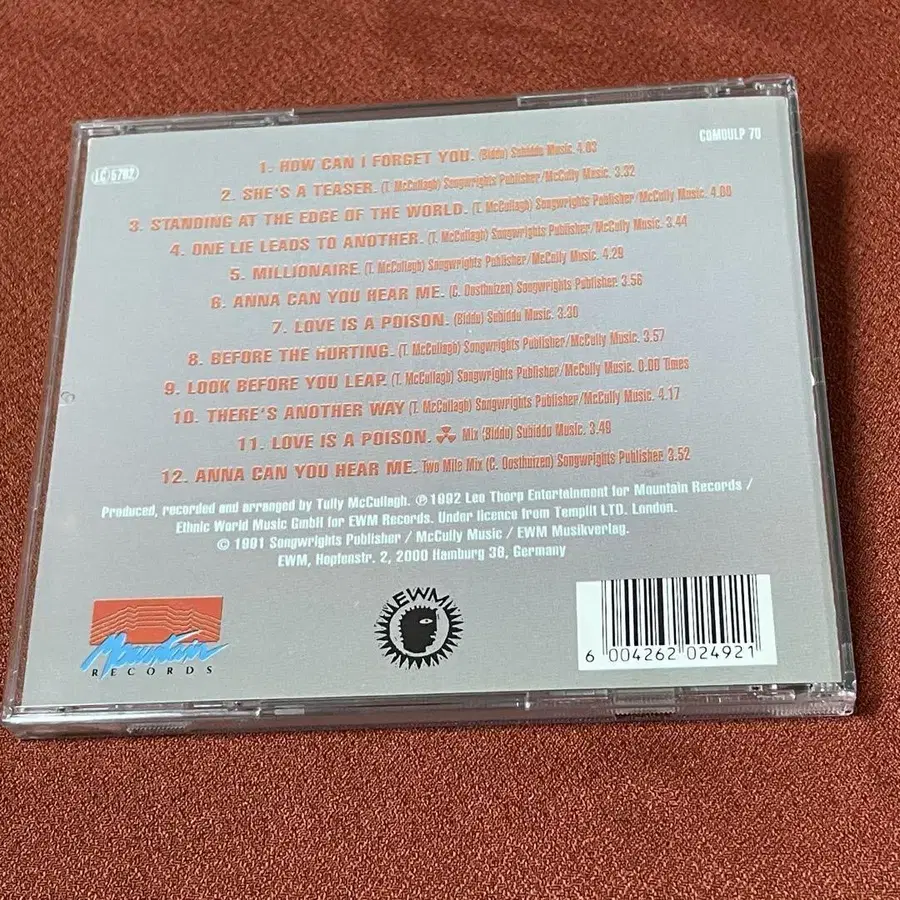 CDMOULP 70
LC 5782
1. HOW CAN I FORGET YOU. (Biddu) Subiddu Music. 4.03
2. SHE'S A TEASER. (T. McCullagh) Songwrights Publisher/McCully Music. 3.32
3. STANDING AT THE EDGE OF THE WORLD. (T. McCullagh) Songwrights Publisher/McCully Music. 4.00
4. ONE LIE LEADS TO ANOTHER. (T. McCullagh) Songwrights Publisher/McCully Music. 3.44
5. MILLIONAIRE. (T. McCullagh) Songwrights Publisher/McCully Music. 4.29
6. ANNA CAN YOU HEAR ME. (C. Oosthuizen) Songwrights Publisher. 3.56
7. LOVE IS A POISON. (Biddu) Subiddu Music. 3.30
8. BEFORE THE HURTING. (T. McCullagh) Songwrights Publisher/McCully Music. 3.57
9. LOOK BEFORE YOU LEAP. (T. McCullagh) Songwrights Publisher/McCully Music. 0.00 Times
10. THERE'S ANOTHER WAY (T. McCullagh) Songwrights Publisher/McCully Music. 4.17
11. LOVE IS A POISON. ☢ Mix (Biddu) Subiddu Music. 3.49
12. ANNA CAN YOU HEAR ME. Two Mile Mix (C. Oosthuizen) Songwrights Publisher. 3.52
Produced, recorded and arranged by Tully McCullagh. ℗ 1992 Leo Thorp Entertainment for Mountain Records /
Ethnic World Music GmbH for EWM Records. Under licence from Templit LTD. London.
© 1991 Songwrights Publisher / McCully Music / EWM Musikverlag.
EWM, Hopfenstr. 2, 2000 Hamburg 36, Germany
Mountain
RECORDS
EWM
6 004262 024921